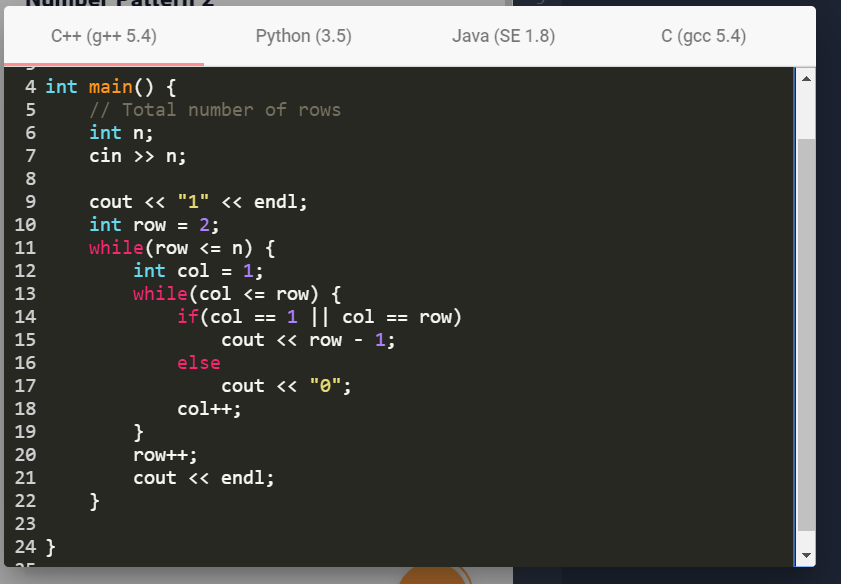 Number Pattern 2
C++ (g++ 5.4) Python (3.5) Java (SE 1.8) C (gcc 5.4)
4 int main() {
5 // Total number of rows
6 int n;
7 cin >> n;
8
9 cout << "1" << endl;
10 int row = 2;
11 while(row <= n) {
12 int col = 1;
13 while(col <= row) {
14 if(col == 1 || col == row)
15 cout << row - 1;
16 else
17 cout << "0";
18 col++;
19 }
20 row++;
21 cout << endl;
22 }
23
24 }